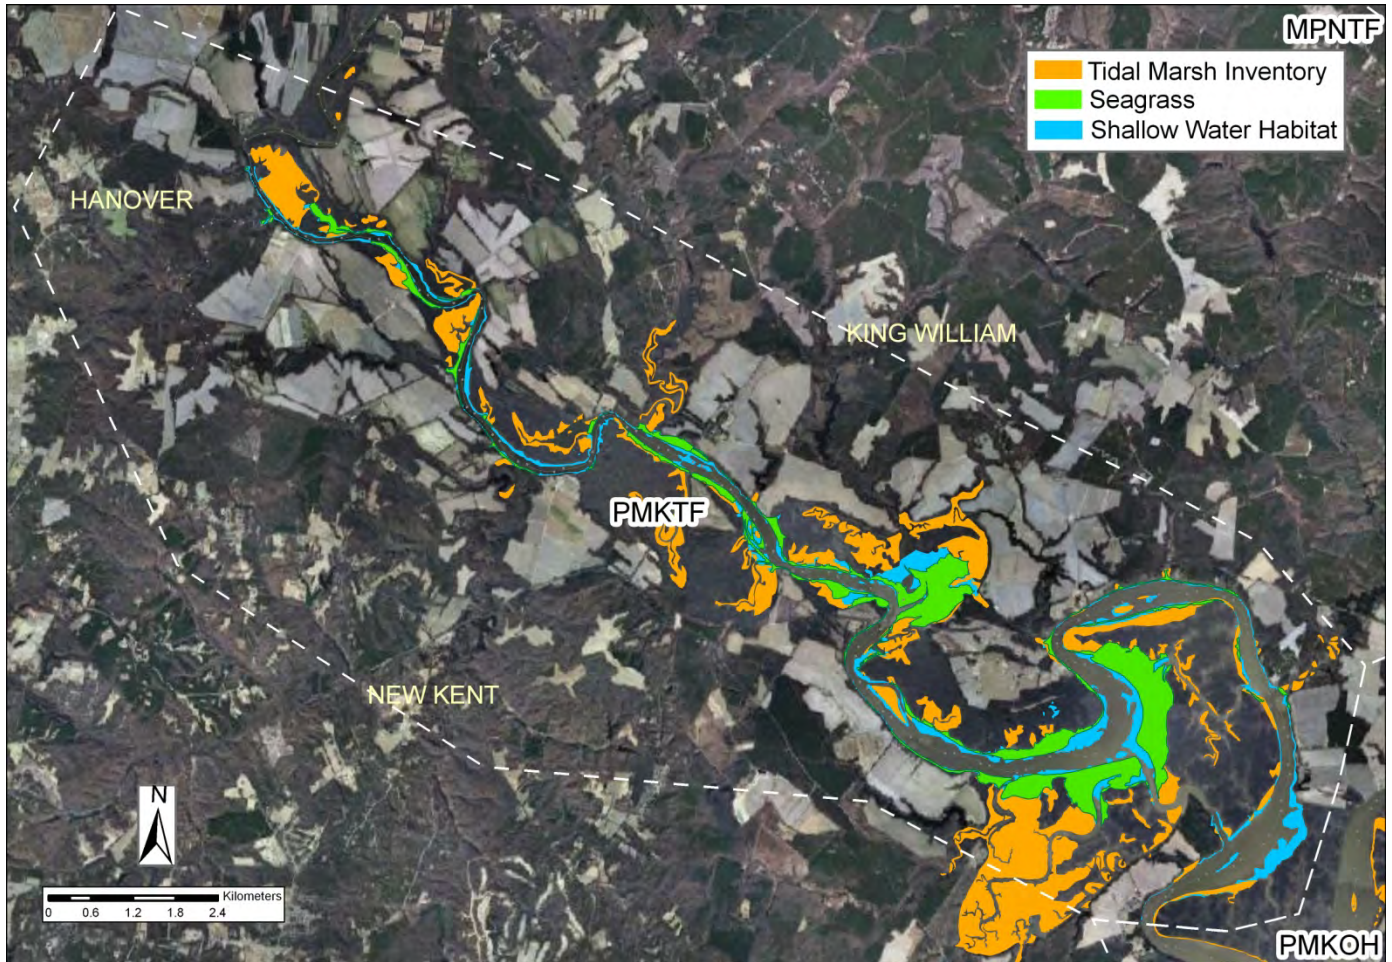 MPNTF
Tidal Marsh Inventory
Seagrass
Shallow Water Habitat
HANOVER
KING WILLIAM
PMKTF
NEW KENT
N
Kilometers
0 0.6 1.2 1.8 2.4
PMKOH